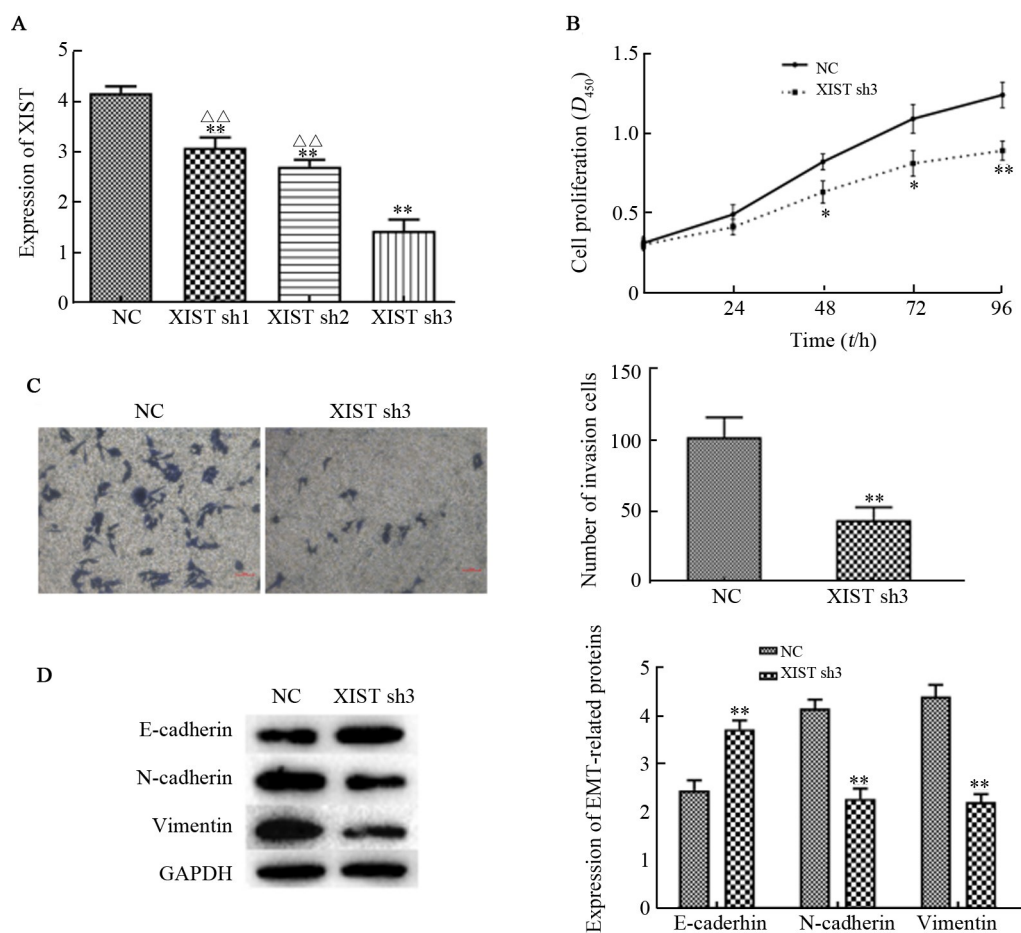 A
Expression of XIST
5
4
3
2
1
0
△△
**
△△
**
**
NC XIST sh1 XIST sh2 XIST sh3
B
Cell proliferation (D450)
1.5
1.0
0.5
0
NC
XIST sh3
*
*
**
24 48 72 96
Time (t/h)
C
NC XIST sh3
Number of invasion cells
150
100
50
0
**
NC XIST sh3
D
NC XIST sh3
E-cadherin
N-cadherin
Vimentin
GAPDH
Expression of EMT-related proteins
5
4
3
2
1
0
NC
XIST sh3
**
**
**
E-caderhin N-cadherin Vimentin